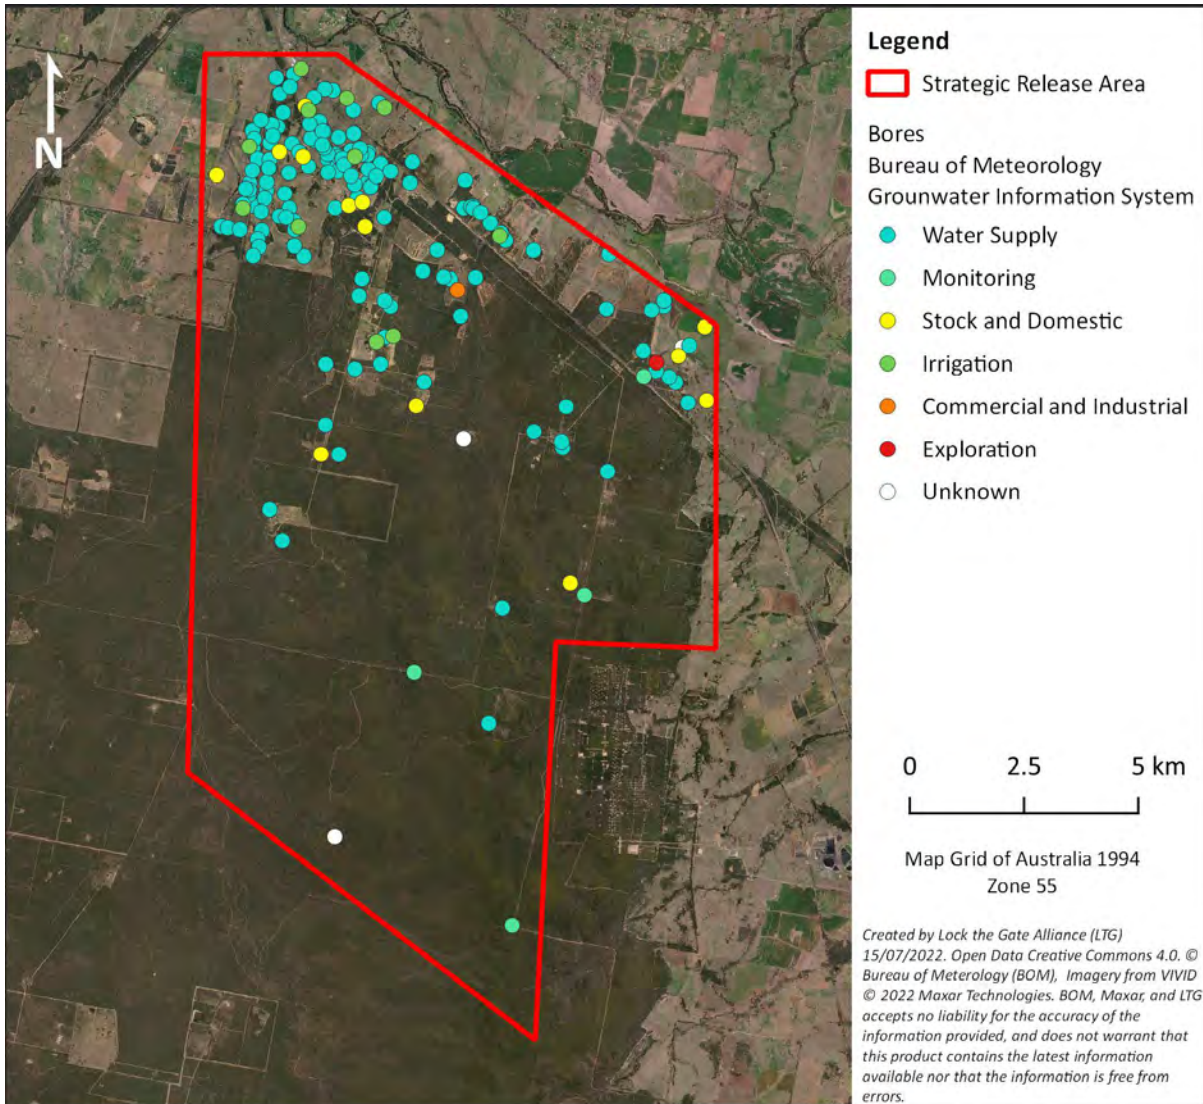 N
Legend
Strategic Release Area
Bores
Bureau of Meteorology
Grounwater Information System
Water Supply
Monitoring
Stock and Domestic
Irrigation
Commercial and Industrial
Exploration
Unknown
0 2.5 5 km
Map Grid of Australia 1994
Zone 55
Created by Lock the Gate Alliance (LTG)
15/07/2022. Open Data Creative Commons 4.0. ©
Bureau of Meterology (BOM), Imagery from VIVID
© 2022 Maxar Technologies. BOM, Maxar, and LTG
accepts no liability for the accuracy of the
information provided, and does not warrant that
this product contains the latest information
available nor that the information is free from
errors.